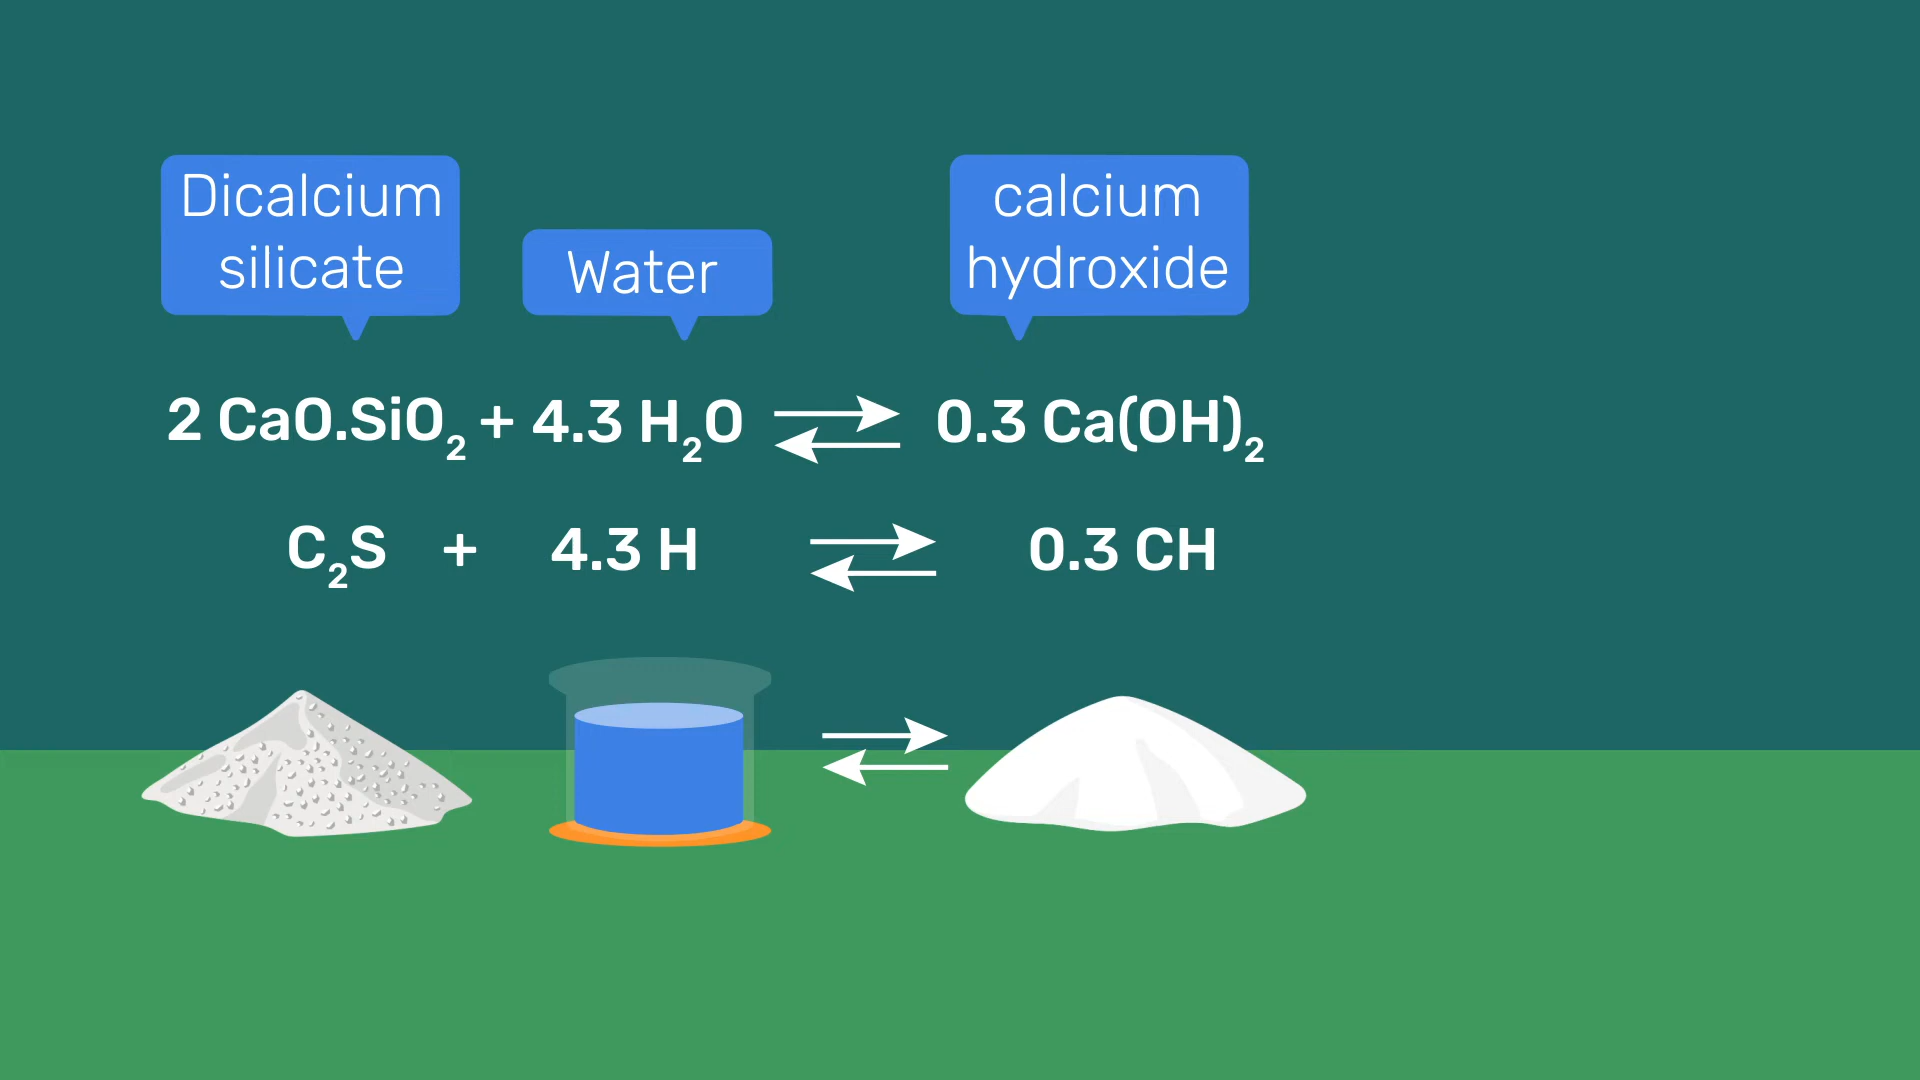 Dicalcium
silicate
Water
calcium
hydroxide
2 CaO.SiO₂ + 4.3 H₂O ⇌ 0.3 Ca(OH)₂
C₂S + 4.3 H ⇌ 0.3 CH